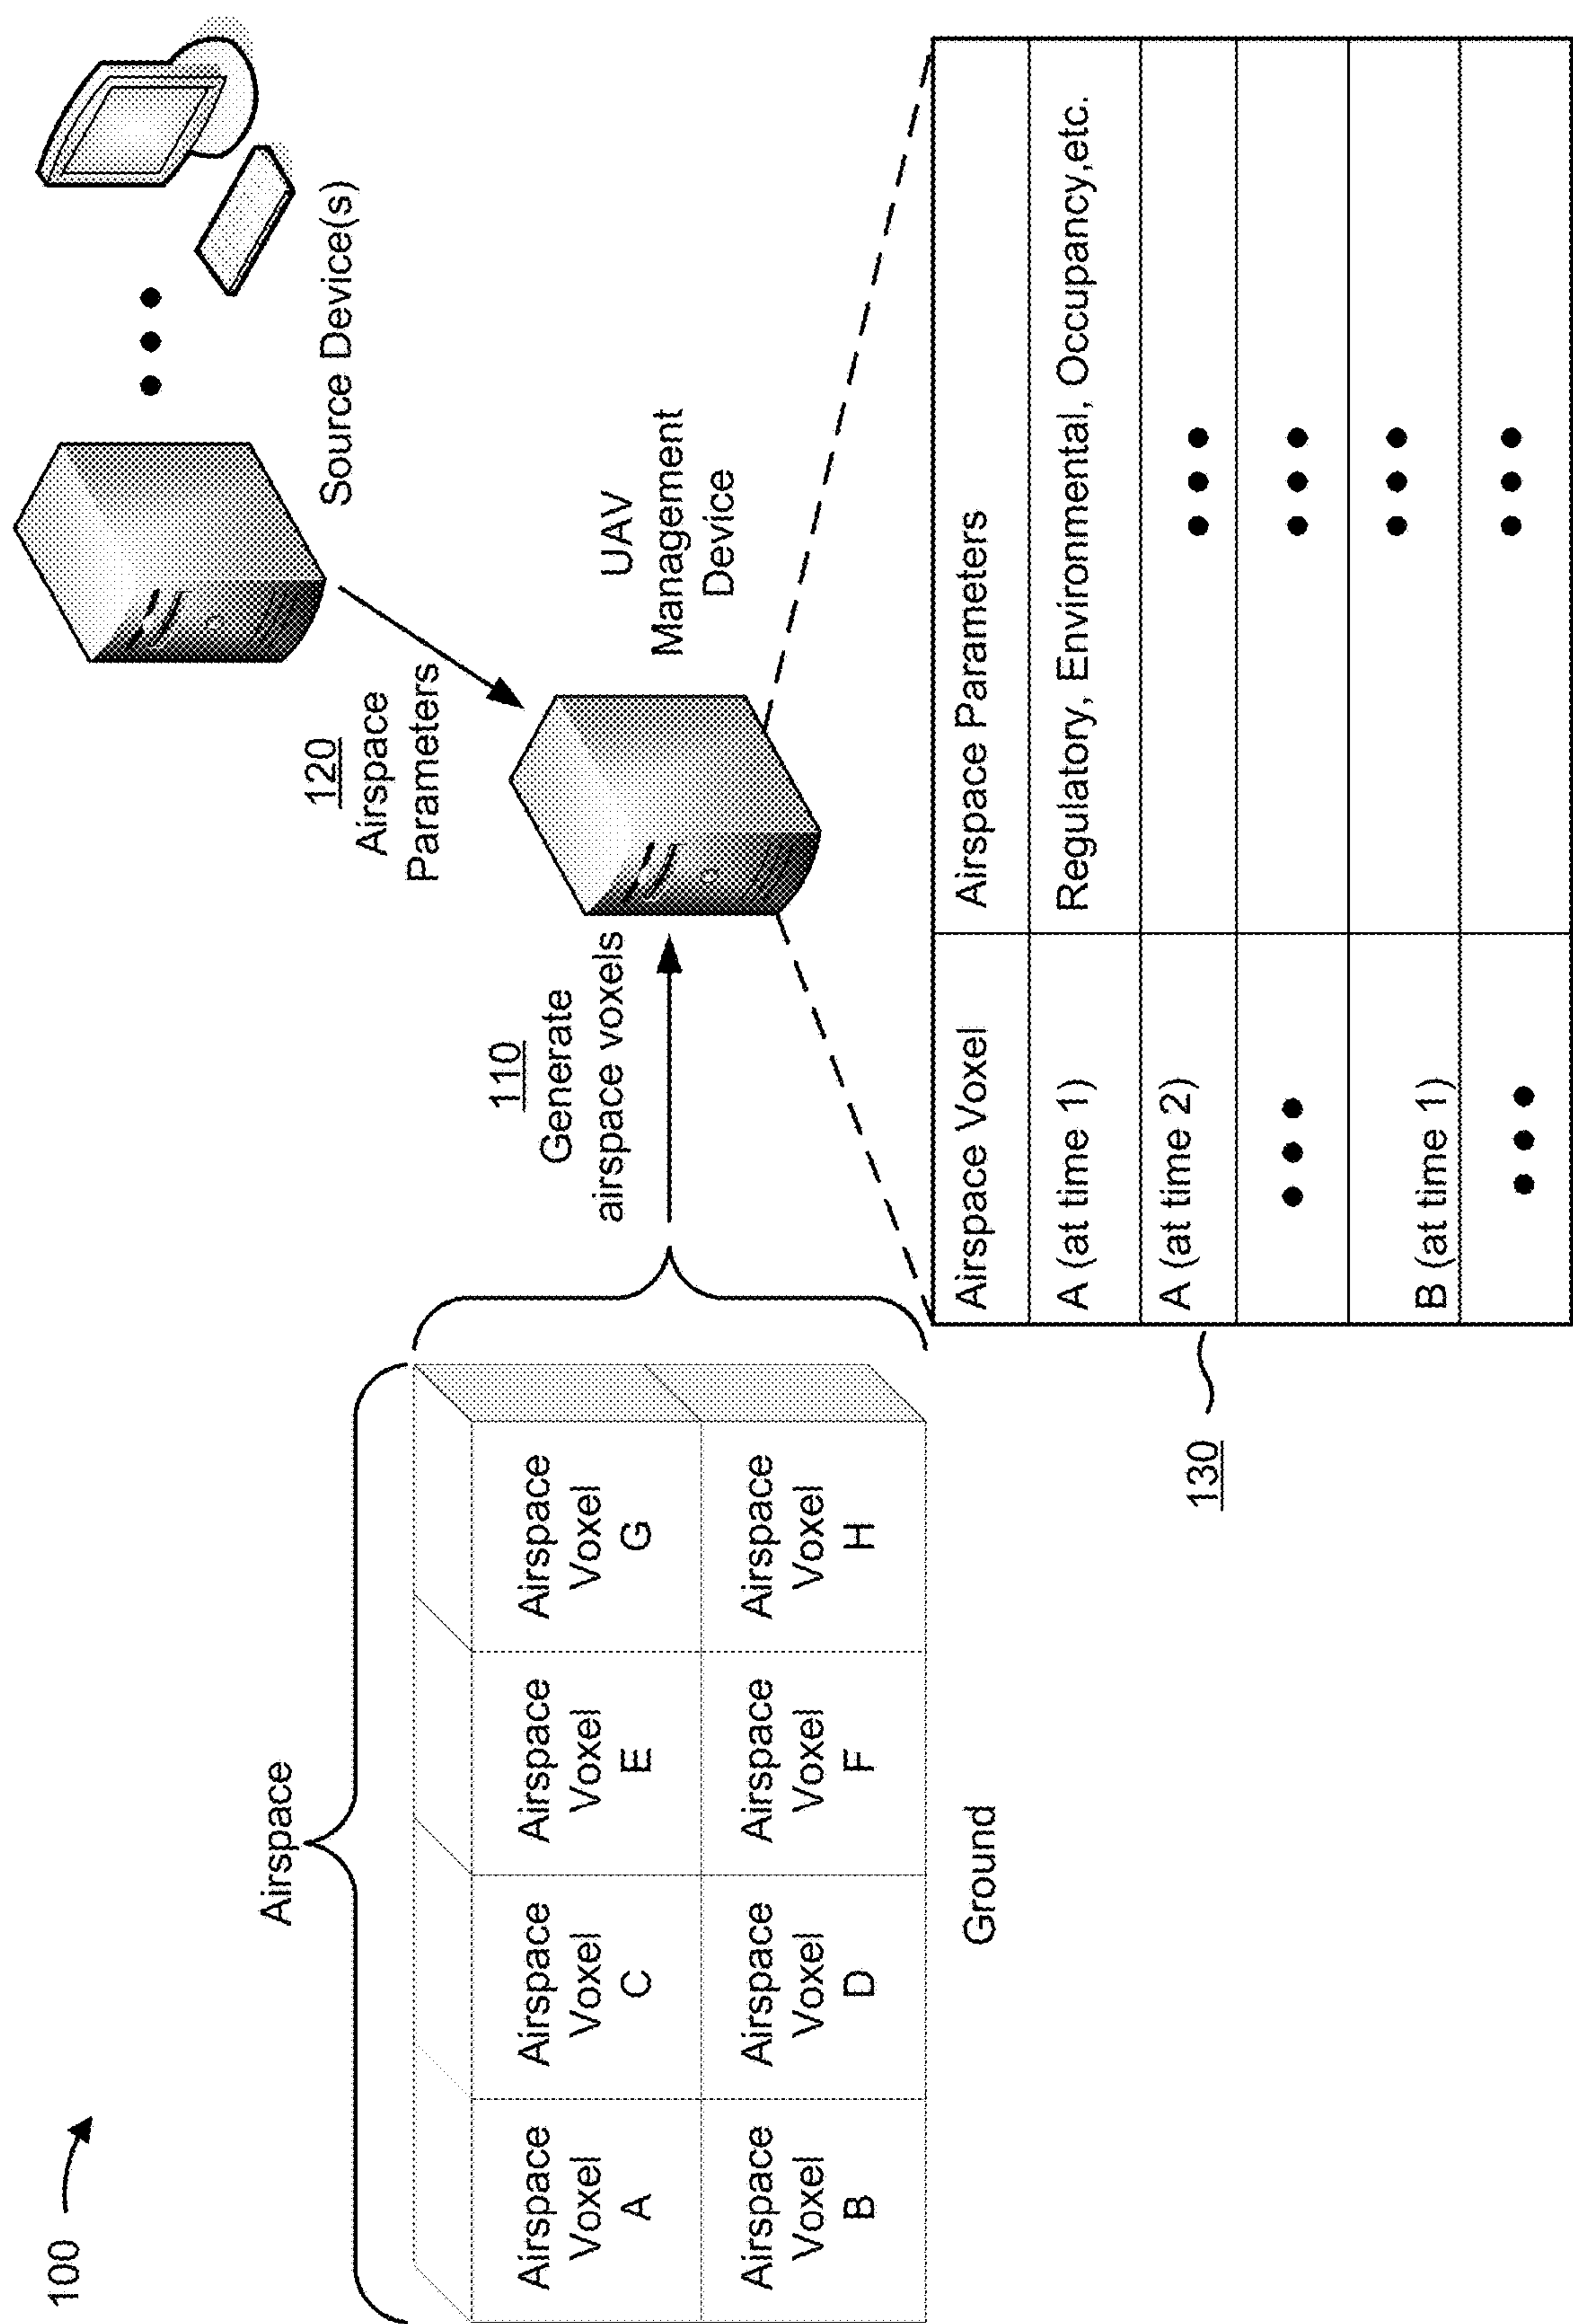 100
Airspace
Airspace
Voxel
A
Airspace
Voxel
C
Airspace
Voxel
E
Airspace
Voxel
G
Airspace
Voxel
B
Airspace
Voxel
D
Airspace
Voxel
F
Airspace
Voxel
H
Ground
110
Generate
airspace voxels
120
Airspace
Parameters
Source Device(s)
UAV
Management
Device
130
Airspace Voxel
Airspace Parameters
A (at time 1)
Regulatory, Environmental, Occupancy,etc.
A (at time 2)
B (at time 1)